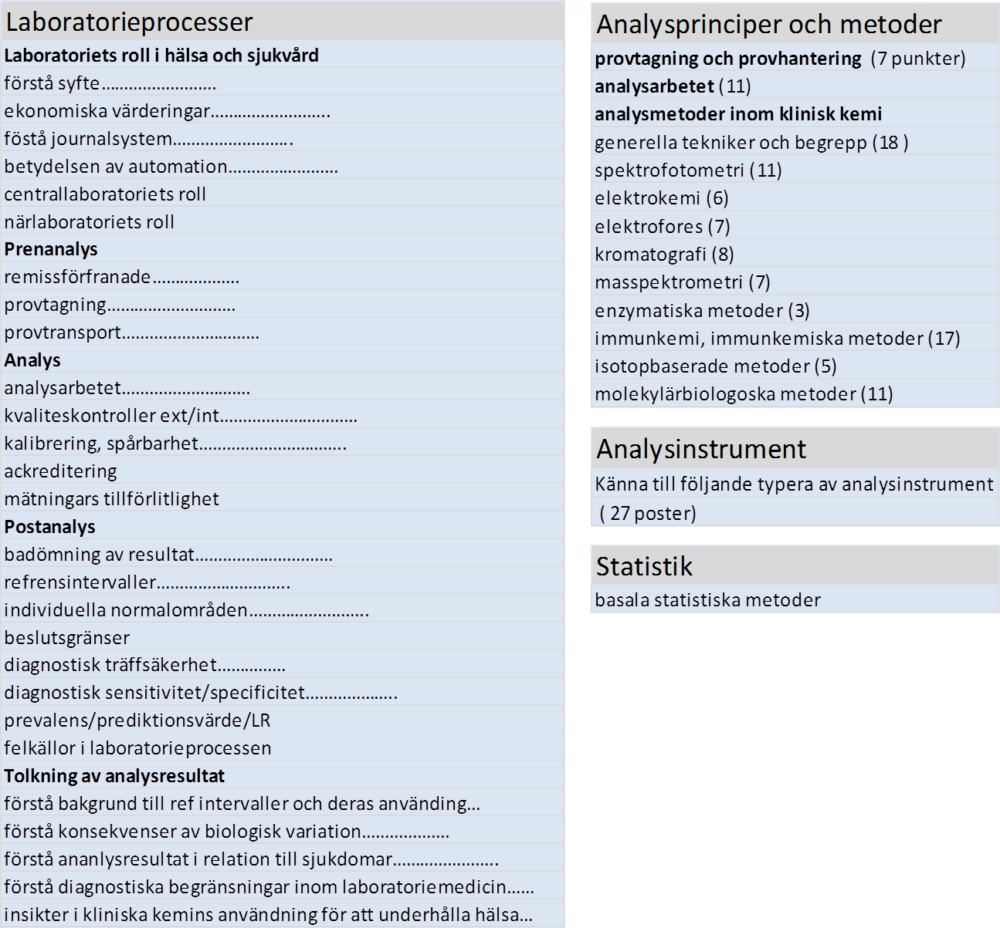 Laboratorieprocesser
Laboratoriets roll i hälsa och sjukvård
förstå syfte.........................
ekonomiska värderingar..........................
föstå journalsystem..........................
betydelsen av automation........................
centrallaboratoriets roll
närlaboratoriets roll
Prenanalys
remissförfranade...................
provtagning............................
provtransport..............................
Analys
analysarbetet............................
kvaliteskontroller ext/int..............................
kalibrering, spårbarhet................................
ackreditering
mätningars tillförlitlighet
Postanalys
badömning av resultat..............................
refrensintervaller.............................
individuella normalområden..........................
beslutsgränser
diagnostisk träffsäkerhet...............
diagnostisk sensitivitet/specificitet....................
prevalens/prediktionsvärde/LR
felkällor i laboratorieprocessen
Tolkning av analysresultat
förstå bakgrund till ref intervaller och deras använding...
förstå konsekvenser av biologisk variation...................
förstå ananlysresultat i relation till sjukdomar.......................
förstå diagnostiska begränsningar inom laboratoriemedicin......
insikter i kliniska kemins användning för att underhålla hälsa...
Analysprinciper och metoder
provtagning och provhantering (7 punkter)
analysarbetet (11)
analysmetoder inom klinisk kemi
generella tekniker och begrepp (18 )
spektrofotometri (11)
elektrokemi (6)
elektrofores (7)
kromatografi (8)
masspektrometri (7)
enzymatiska metoder (3)
immunkemi, immunkemiska metoder (17)
isotopbaserade metoder (5)
molekylärbiologoska metoder (11)
Analysinstrument
Känna till följande typera av analysinstrument
( 27 poster)
Statistik
basala statistiska metoder